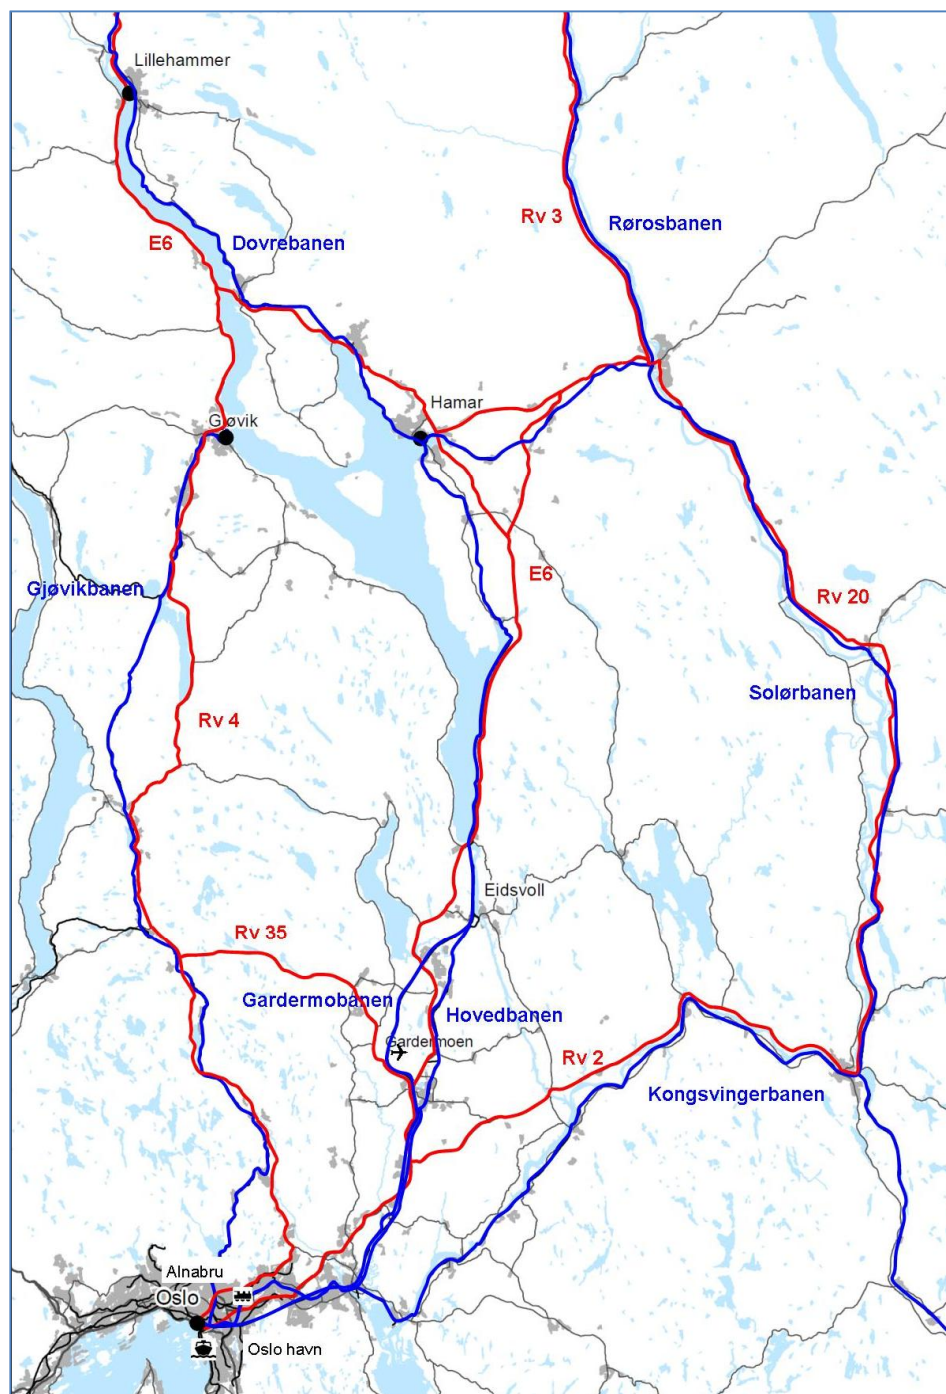 Lillehammer
Rv 3
Rørosbanen
E6
Dovrebanen
Hamar
Gjøvik
E6
Gjøvikbanen
Rv 20
Solørbanen
Rv 4
Eidsvoll
Rv 35
Gardermobanen
Hovedbanen
Gardermoen
Rv 2
Kongsvingerbanen
Alnabru
Oslo
Oslo havn